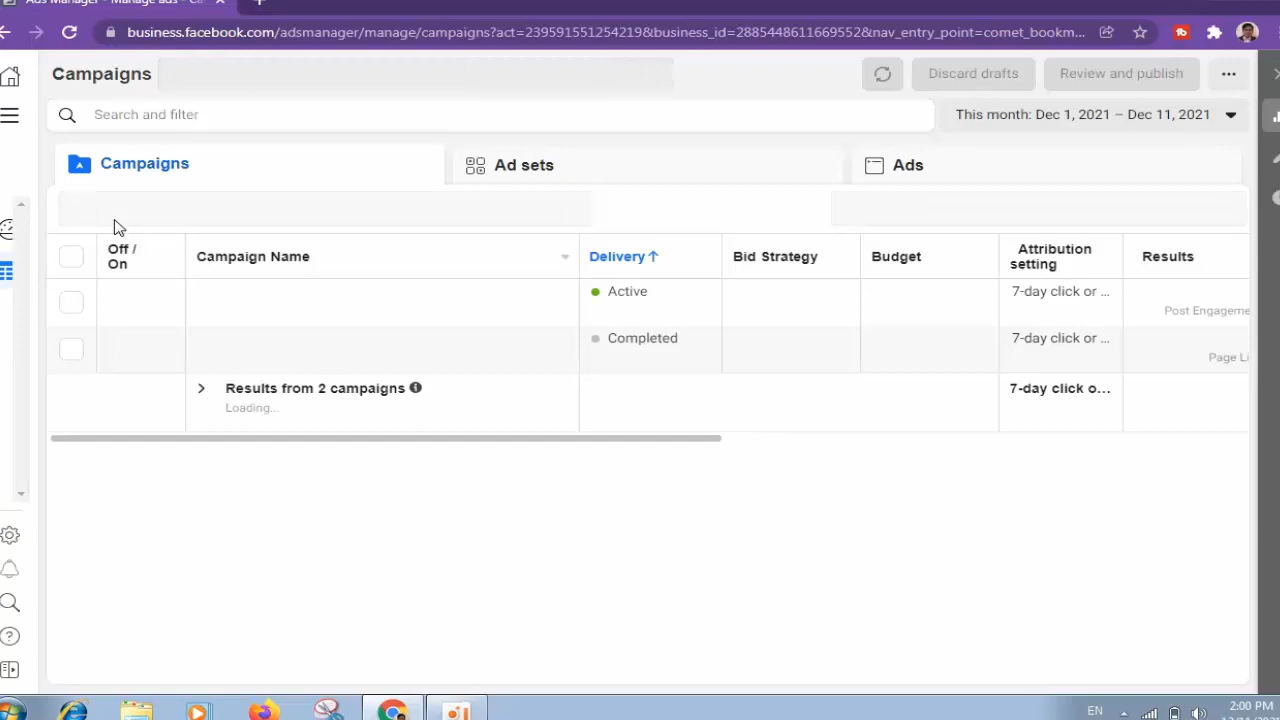 Ads Manager - Manage ads - Ca
business.facebook.com/adsmanager/manage/campaigns?act=239591551254219&business_id=2885448611669552&nav_entry_point=comet_bookm...
Campaigns
Discard drafts
Review and publish
Search and filter
This month: Dec 1, 2021 – Dec 11, 2021
Campaigns
Ad sets
Ads
Off / On
Campaign Name
Delivery ↑
Bid Strategy
Budget
Attribution setting
Results
Active
7-day click or ...
Post Engageme
Completed
7-day click or ...
Page Li
Results from 2 campaigns
7-day click o...
Loading...
EN
2:00 PM